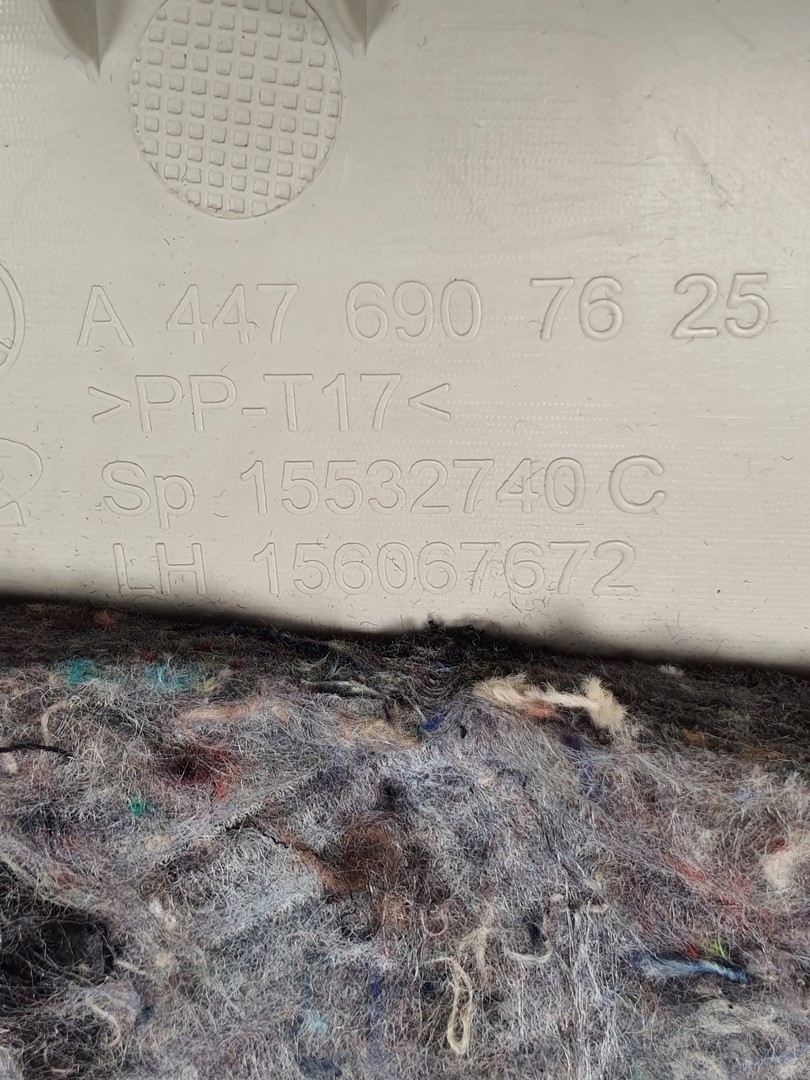 A 447 690 76 25
>PP-T17<
Sp 15532740 C
LH 156067672